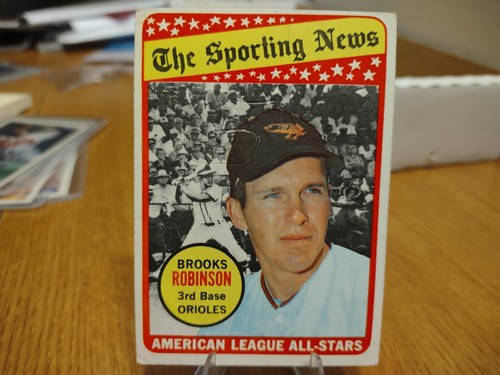 The Sporting News
BROOKS
ROBINSON
3rd Base
ORIOLES
AMERICAN LEAGUE ALL-STARS